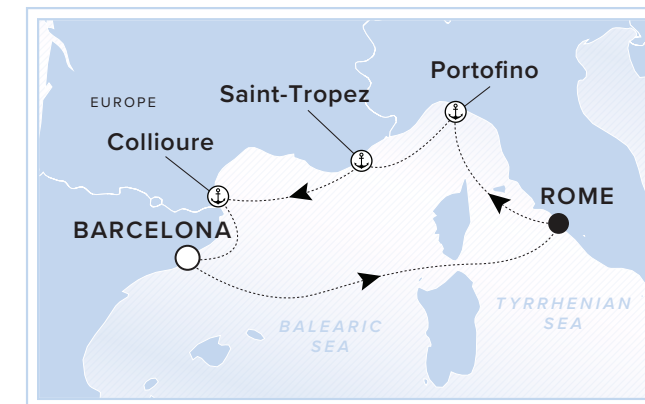 Portofino
Saint-Tropez
EUROPE
Collioure
ROME
BARCELONA
TYRRHENIAN
SEA
BALEARIC
SEA